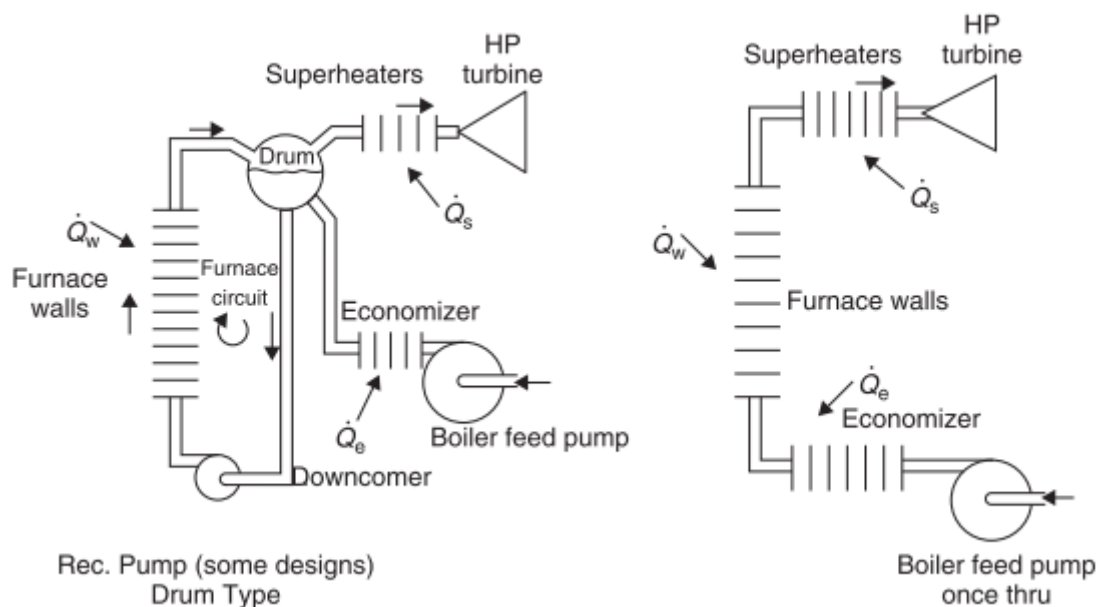 HP
turbine
Superheaters
Drum
Q̇s
Q̇w
Furnace
walls
Furnace
circuit
Economizer
Q̇e
Boiler feed pump
Downcomer
Rec. Pump (some designs)
Drum Type
HP
turbine
Superheaters
Q̇s
Q̇w
Furnace walls
Q̇e
Economizer
Boiler feed pump
once thru